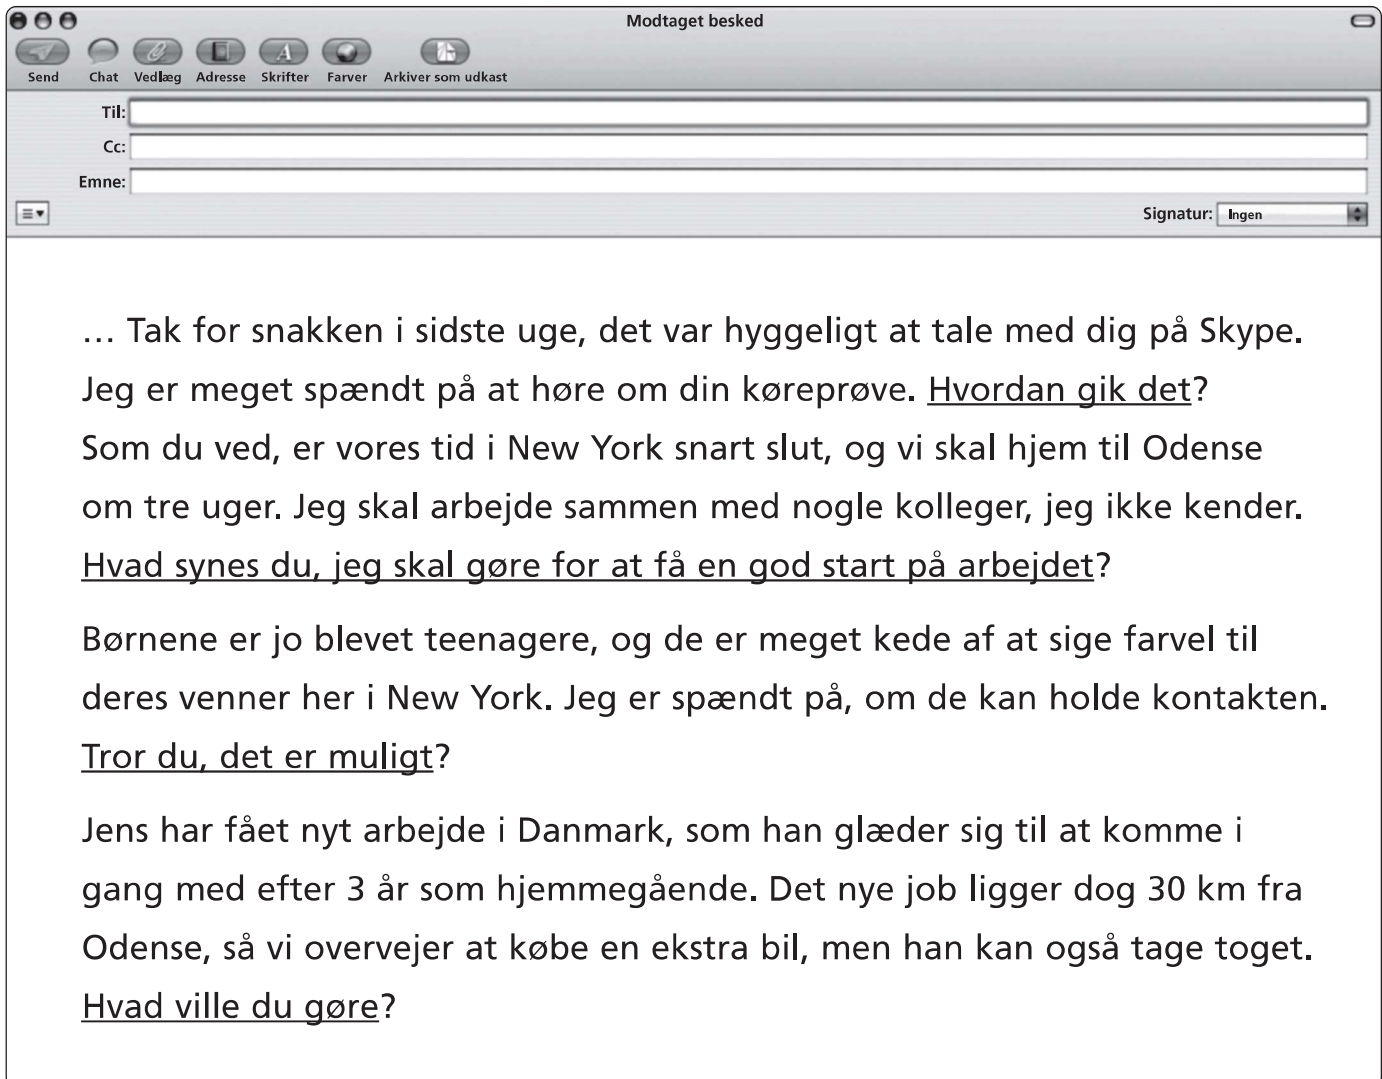 Modtaget besked
Send Chat Vedlæg Adresse Skrifter Farver Arkiver som udkast
Til:
Cc:
Emne:
Signatur: Ingen
… Tak for snakken i sidste uge, det var hyggeligt at tale med dig på Skype.
Jeg er meget spændt på at høre om din køreprøve. Hvordan gik det?
Som du ved, er vores tid i New York snart slut, og vi skal hjem til Odense
om tre uger. Jeg skal arbejde sammen med nogle kolleger, jeg ikke kender.
Hvad synes du, jeg skal gøre for at få en god start på arbejdet?
Børnene er jo blevet teenagere, og de er meget kede af at sige farvel til
deres venner her i New York. Jeg er spændt på, om de kan holde kontakten.
Tror du, det er muligt?
Jens har fået nyt arbejde i Danmark, som han glæder sig til at komme i
gang med efter 3 år som hjemmegående. Det nye job ligger dog 30 km fra
Odense, så vi overvejer at købe en ekstra bil, men han kan også tage toget.
Hvad ville du gøre?